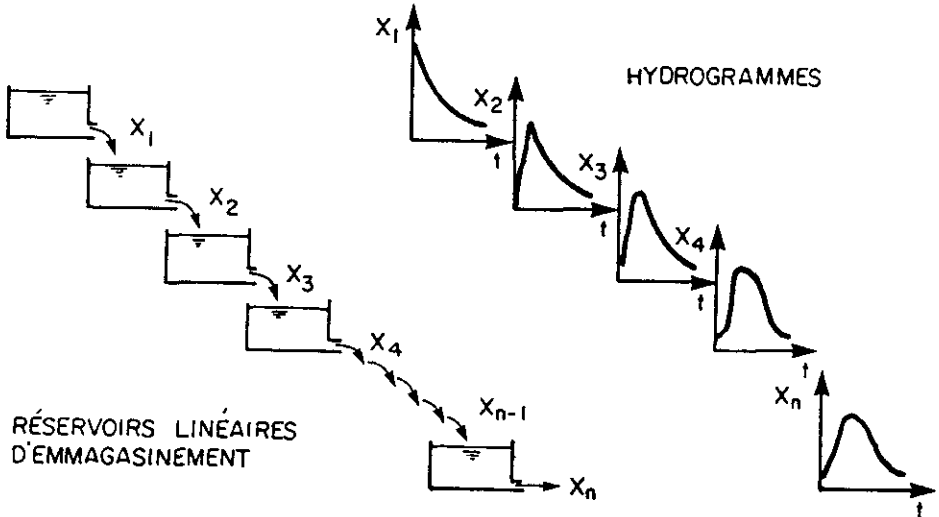 X1
HYDROGRAMMES
X2
t
X1
X3
t
X2
X4
t
X3
t
X4
Xn-1
Xn
RÉSERVOIRS LINÉAIRES
D'EMMAGASINEMENT
Xn
t